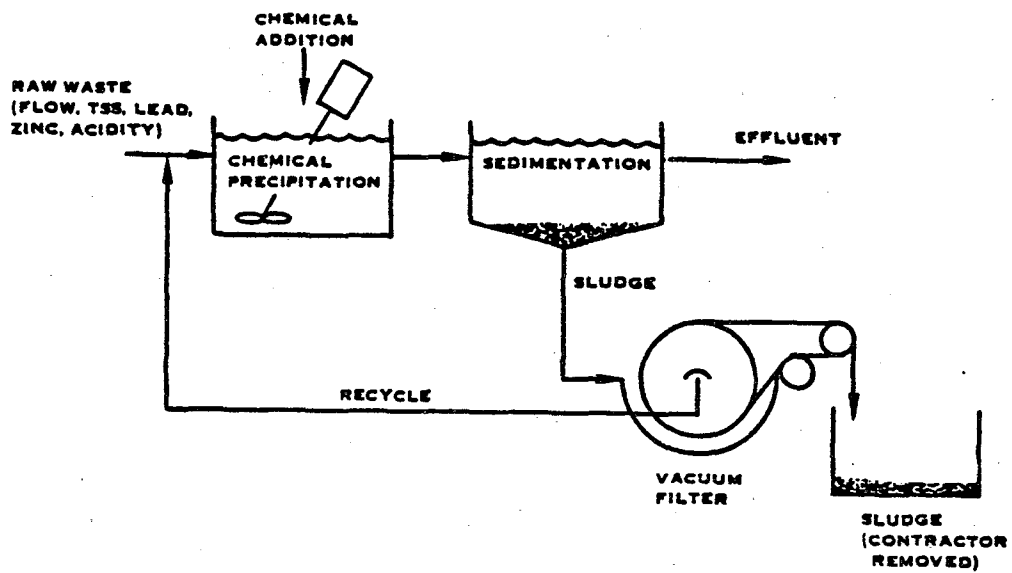 CHEMICAL
ADDITION
RAW WASTE
(FLOW, TSS, LEAD,
ZINC, ACIDITY)
CHEMICAL
PRECIPITATION
SEDIMENTATION
EFFLUENT
SLUDGE
RECYCLE
VACUUM
FILTER
SLUDGE
(CONTRACTOR
REMOVED)